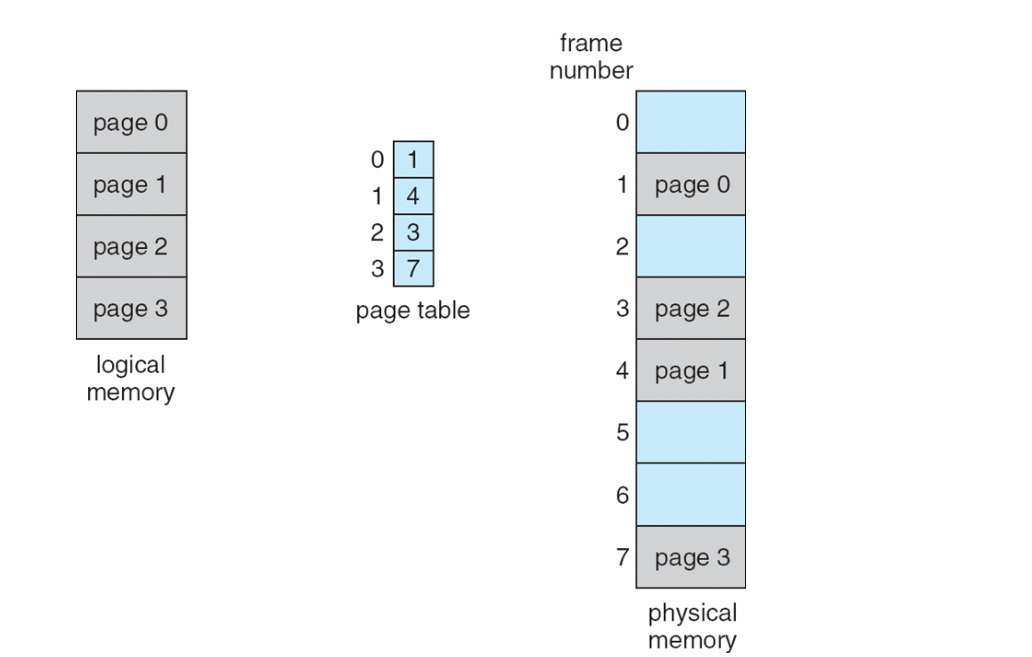 page 0
page 1
page 2
page 3
logical
memory
0 1
1 4
2 3
3 7
page table
frame
number
0
1 page 0
2
3 page 2
4 page 1
5
6
7 page 3
physical
memory